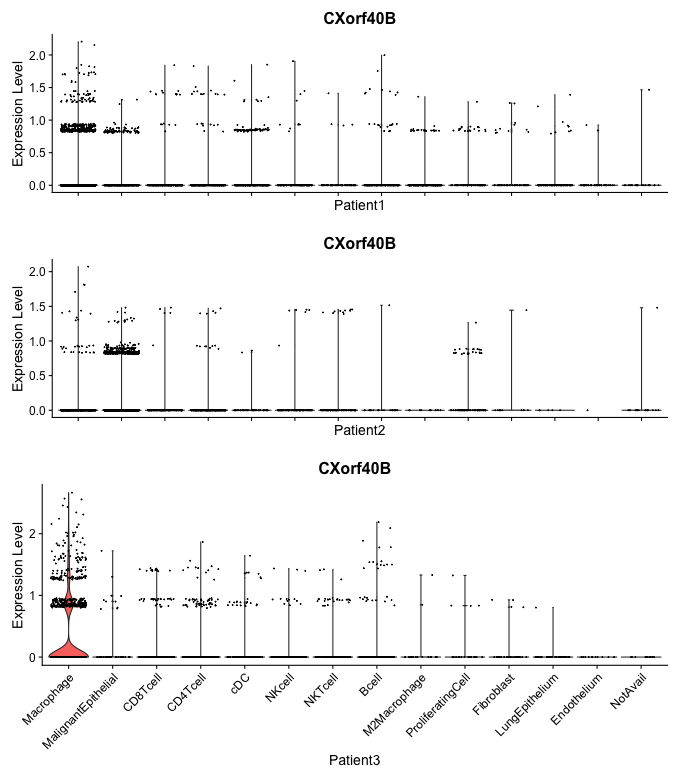 CXorf40B
Expression Level
2.0
1.5
1.0
0.5
0.0
Patient1
CXorf40B
Expression Level
2.0
1.5
1.0
0.5
0.0
Patient2
CXorf40B
Expression Level
2
1
0
Macrophage
MalignantEpithelial
CD8Tcell
CD4Tcell
cDC
NKcell
NKTcell
Bcell
M2Macrophage
ProliferatingCell
Fibroblast
LungEpithelium
Endothelium
NotAvail
Patient3